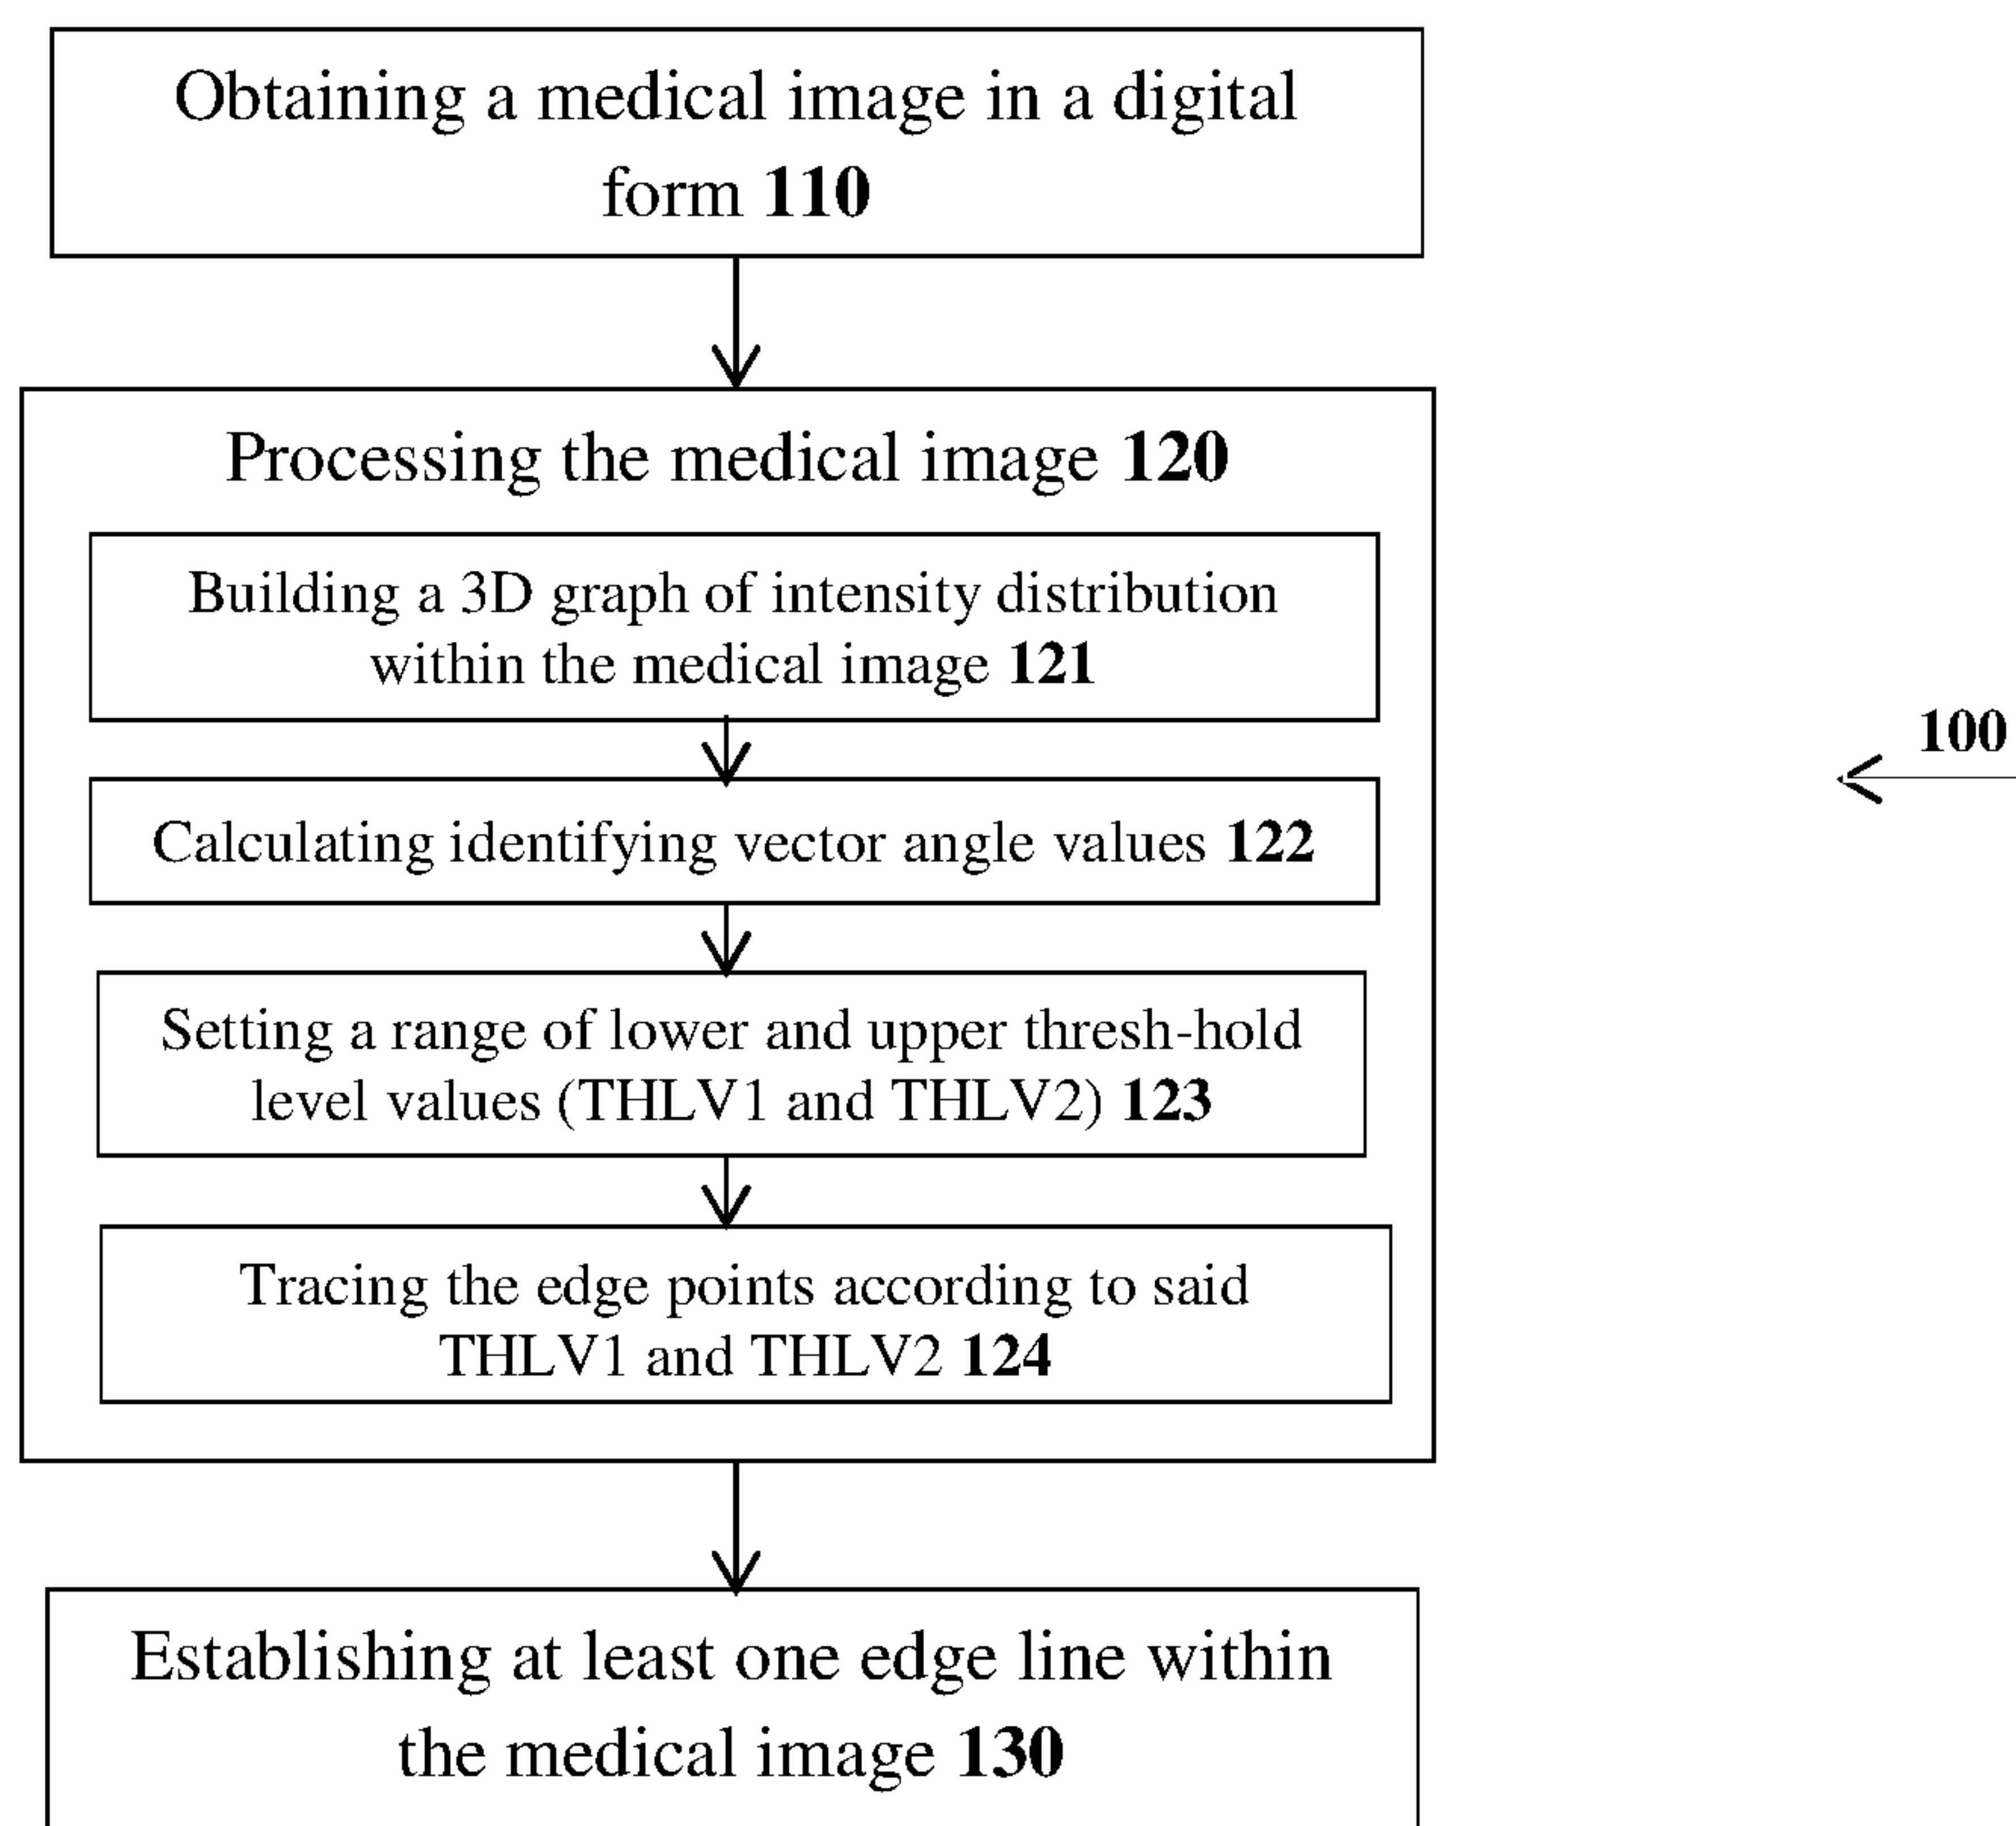 Obtaining a medical image in a digital
form 110
Processing the medical image 120
Building a 3D graph of intensity distribution
within the medical image 121
100
Calculating identifying vector angle values 122
Setting a range of lower and upper thresh-hold
level values (THLV1 and THLV2) 123
Tracing the edge points according to said
THLV1 and THLV2 124
Establishing at least one edge line within
the medical image 130